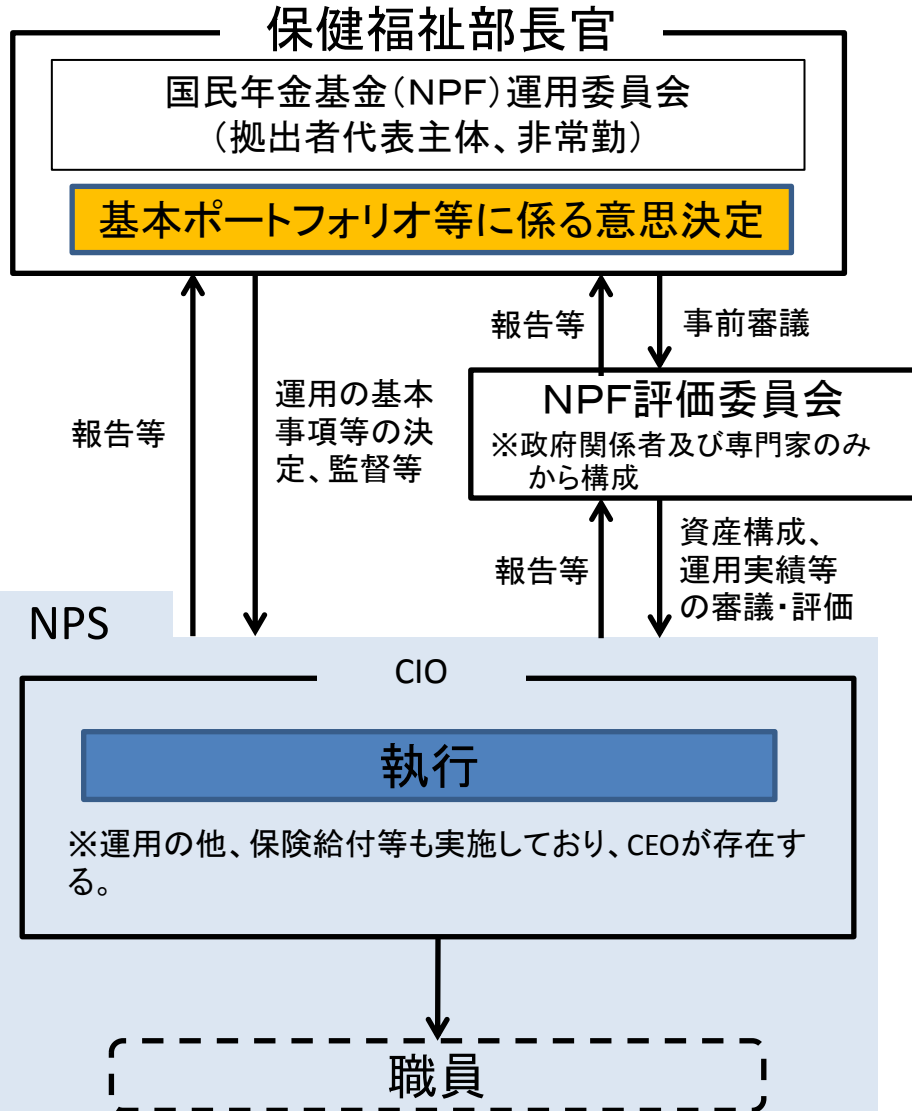 保健福祉部長官
国民年金基金(NPF)運用委員会
(拠出者代表主体、非常勤)
基本ポートフォリオ等に係る意思決定
報告等
運用の基本
事項等の決
定、監督等
報告等
事前審議
NPF評価委員会
※政府関係者及び専門家のみ
から構成
報告等
資産構成、
運用実績等
の審議・評価
NPS
CIO
執行
※運用の他、保険給付等も実施しており、CEOが存在す
る。
職員